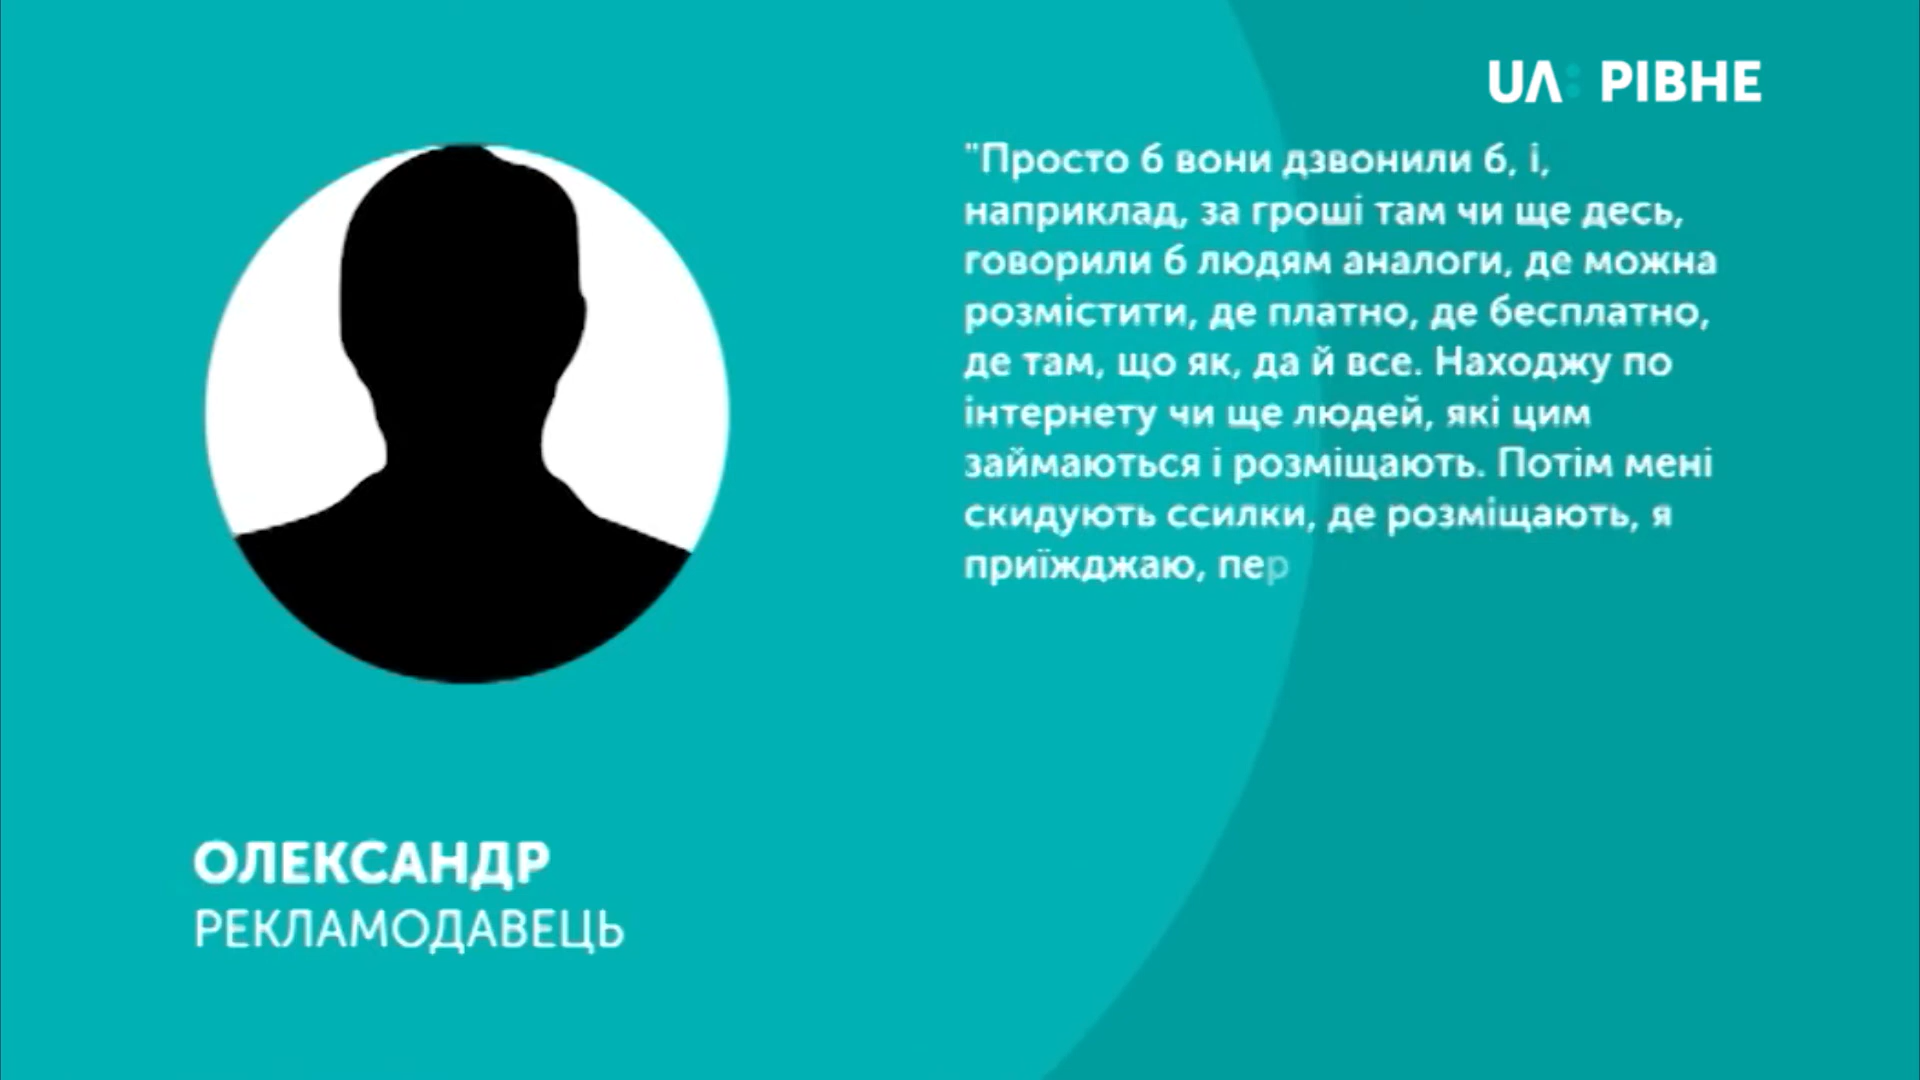 UA: РІВНЕ
"Просто б вони дзвонили б, і,
наприклад, за гроші там чи ще десь,
говорили б людям аналоги, де можна
розмістити, де платно, де бесплатно,
де там, що як, да й все. Находжу по
інтернету чи ще людей, які цим
займаються і розміщають. Потім мені
скидують ссилки, де розміщають, я
приїжджаю, пер
ОЛЕКСАНДР
РЕКЛАМОДАВЕЦЬ